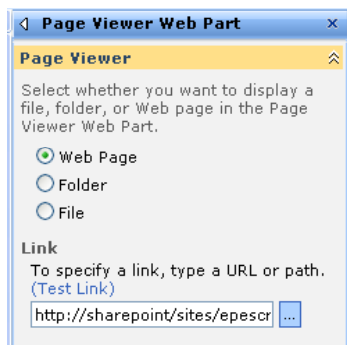 Page Viewer Web Part
Page Viewer
Select whether you want to display a
file, folder, or Web page in the Page
Viewer Web Part.
Web Page
Folder
File
Link
To specify a link, type a URL or path.
(Test Link)
http://sharepoint/sites/epescr ...